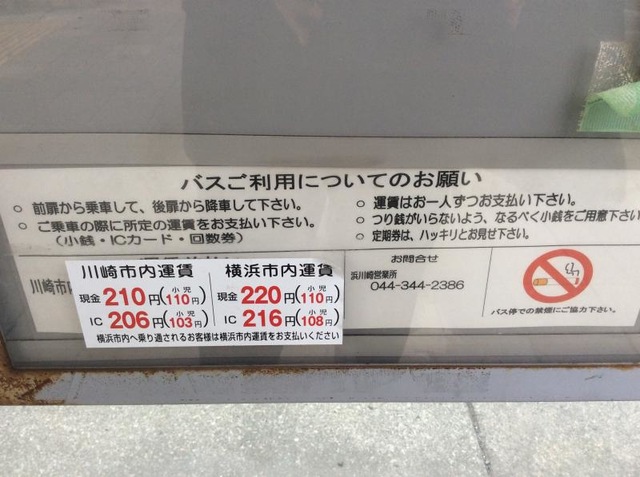 バスご利用についてのお願い
○ 前扉から乗車して、後扉から降車して下さい。
○ ご乗車の際に所定の運賃をお支払い下さい。
(小銭・ICカード・回数券)
○ 運賃はお一人ずつお支払い下さい。
○ つり銭がいらないよう、なるべく小銭をご用意下さい
○ 定期券は、ハッキリとお見せ下さい。
川崎市内
川崎市内運賃
現金 210円(小児110円)
IC 206円(小児103円)
横浜市内運賃
現金 220円(小児110円)
IC 216円(小児108円)
横浜市内へ乗り通されるお客様は横浜市内運賃をお支払いください
お問合せ
浜川崎営業所
044-344-2386
バス停での禁煙にご協力下さい。